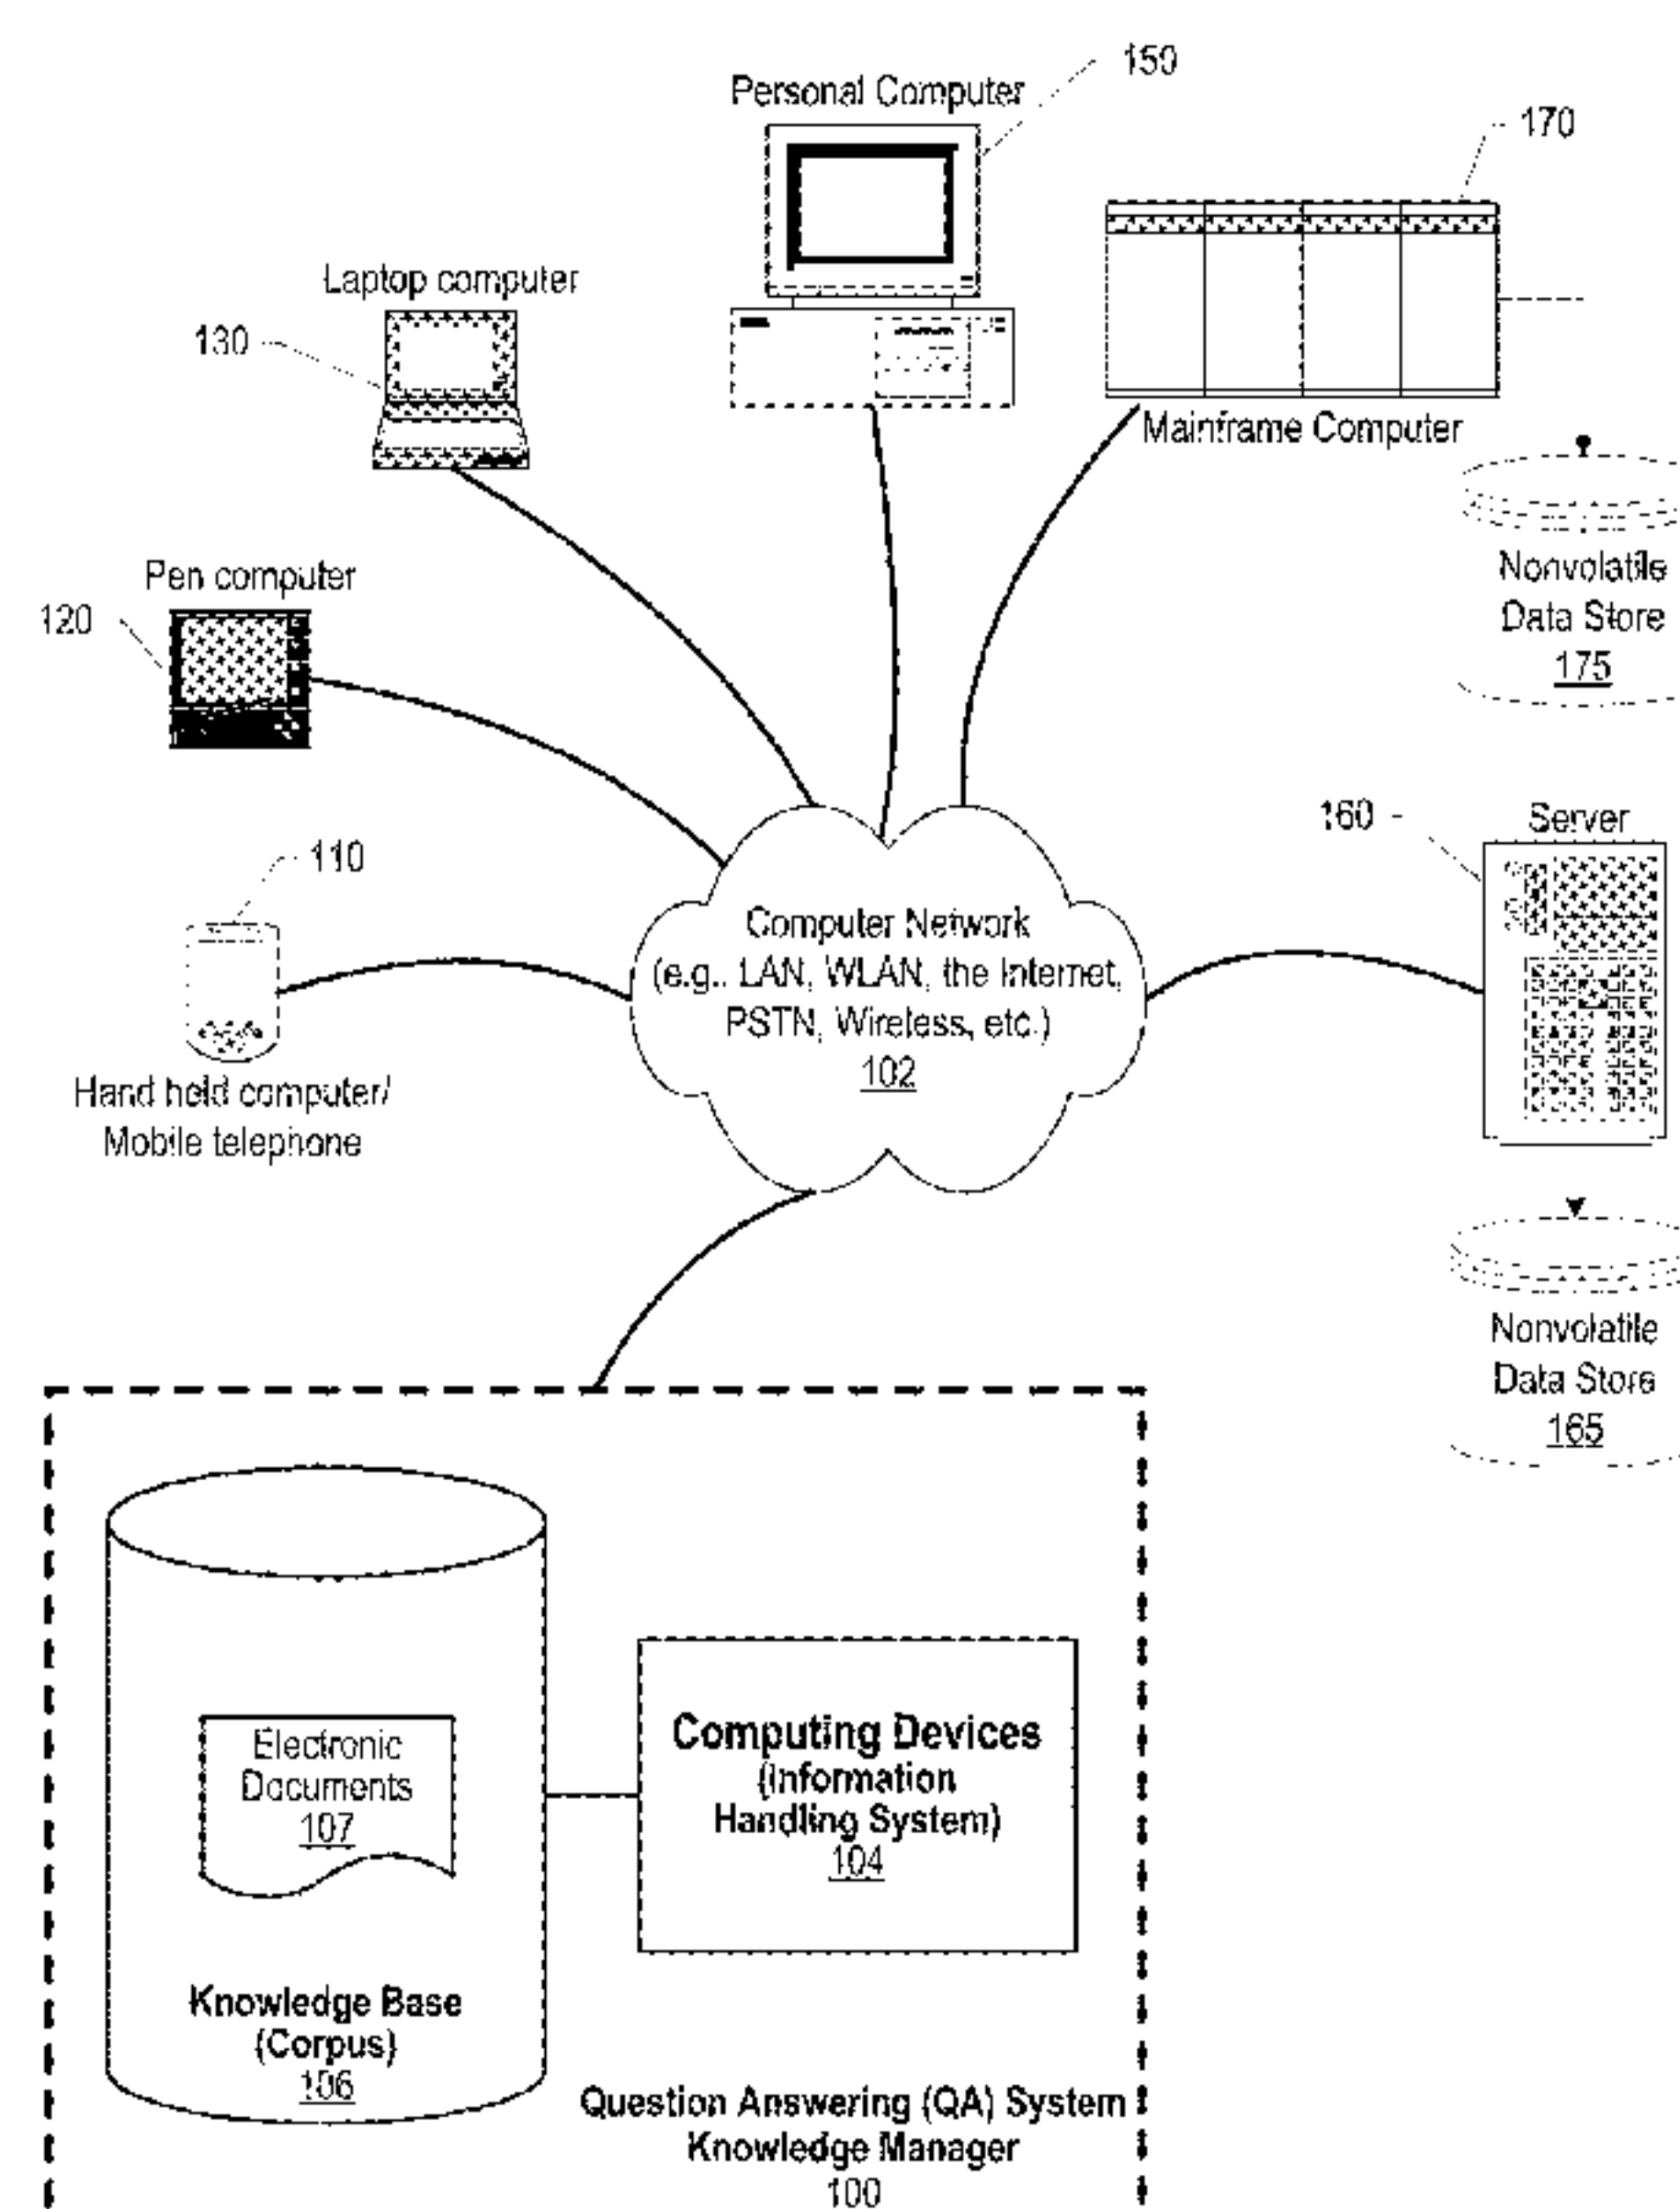 150
Personal Computer
170
Laptop computer
130
Mainframe Computer
Nonvolatile
Data Store
175
Pen computer
120
160
Server
110
Computer Network
(e.g., LAN, WLAN, the Internet,
PSTN, Wireless, etc.)
102
Hand held computer/
Mobile telephone
Nonvolatile
Data Store
165
Electronic
Documents
107
Computing Devices
(Information
Handling System)
104
Knowledge Base
(Corpus)
106
Question Answering (QA) System
Knowledge Manager
100